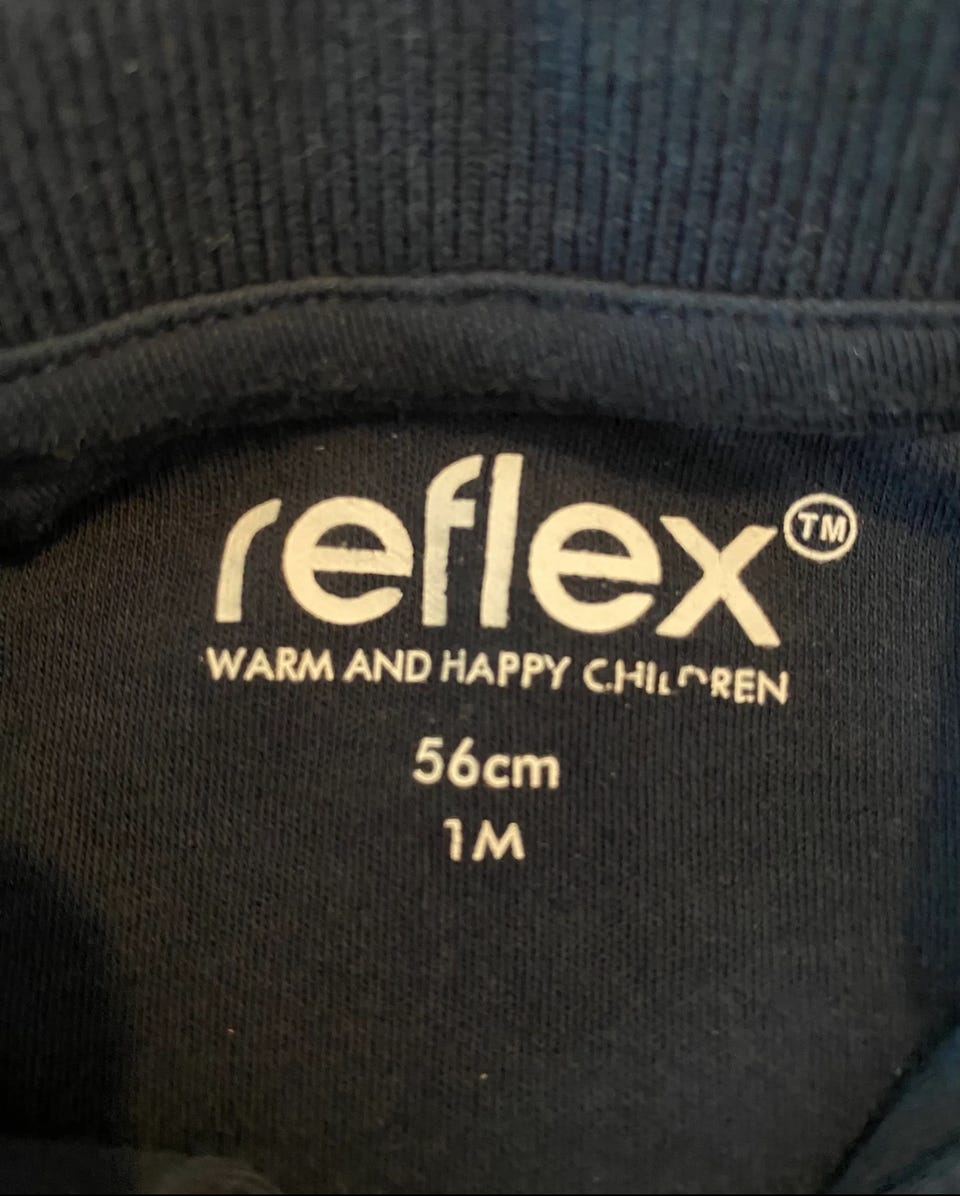 reflex™
WARM AND HAPPY CHILDREN
56cm
1M